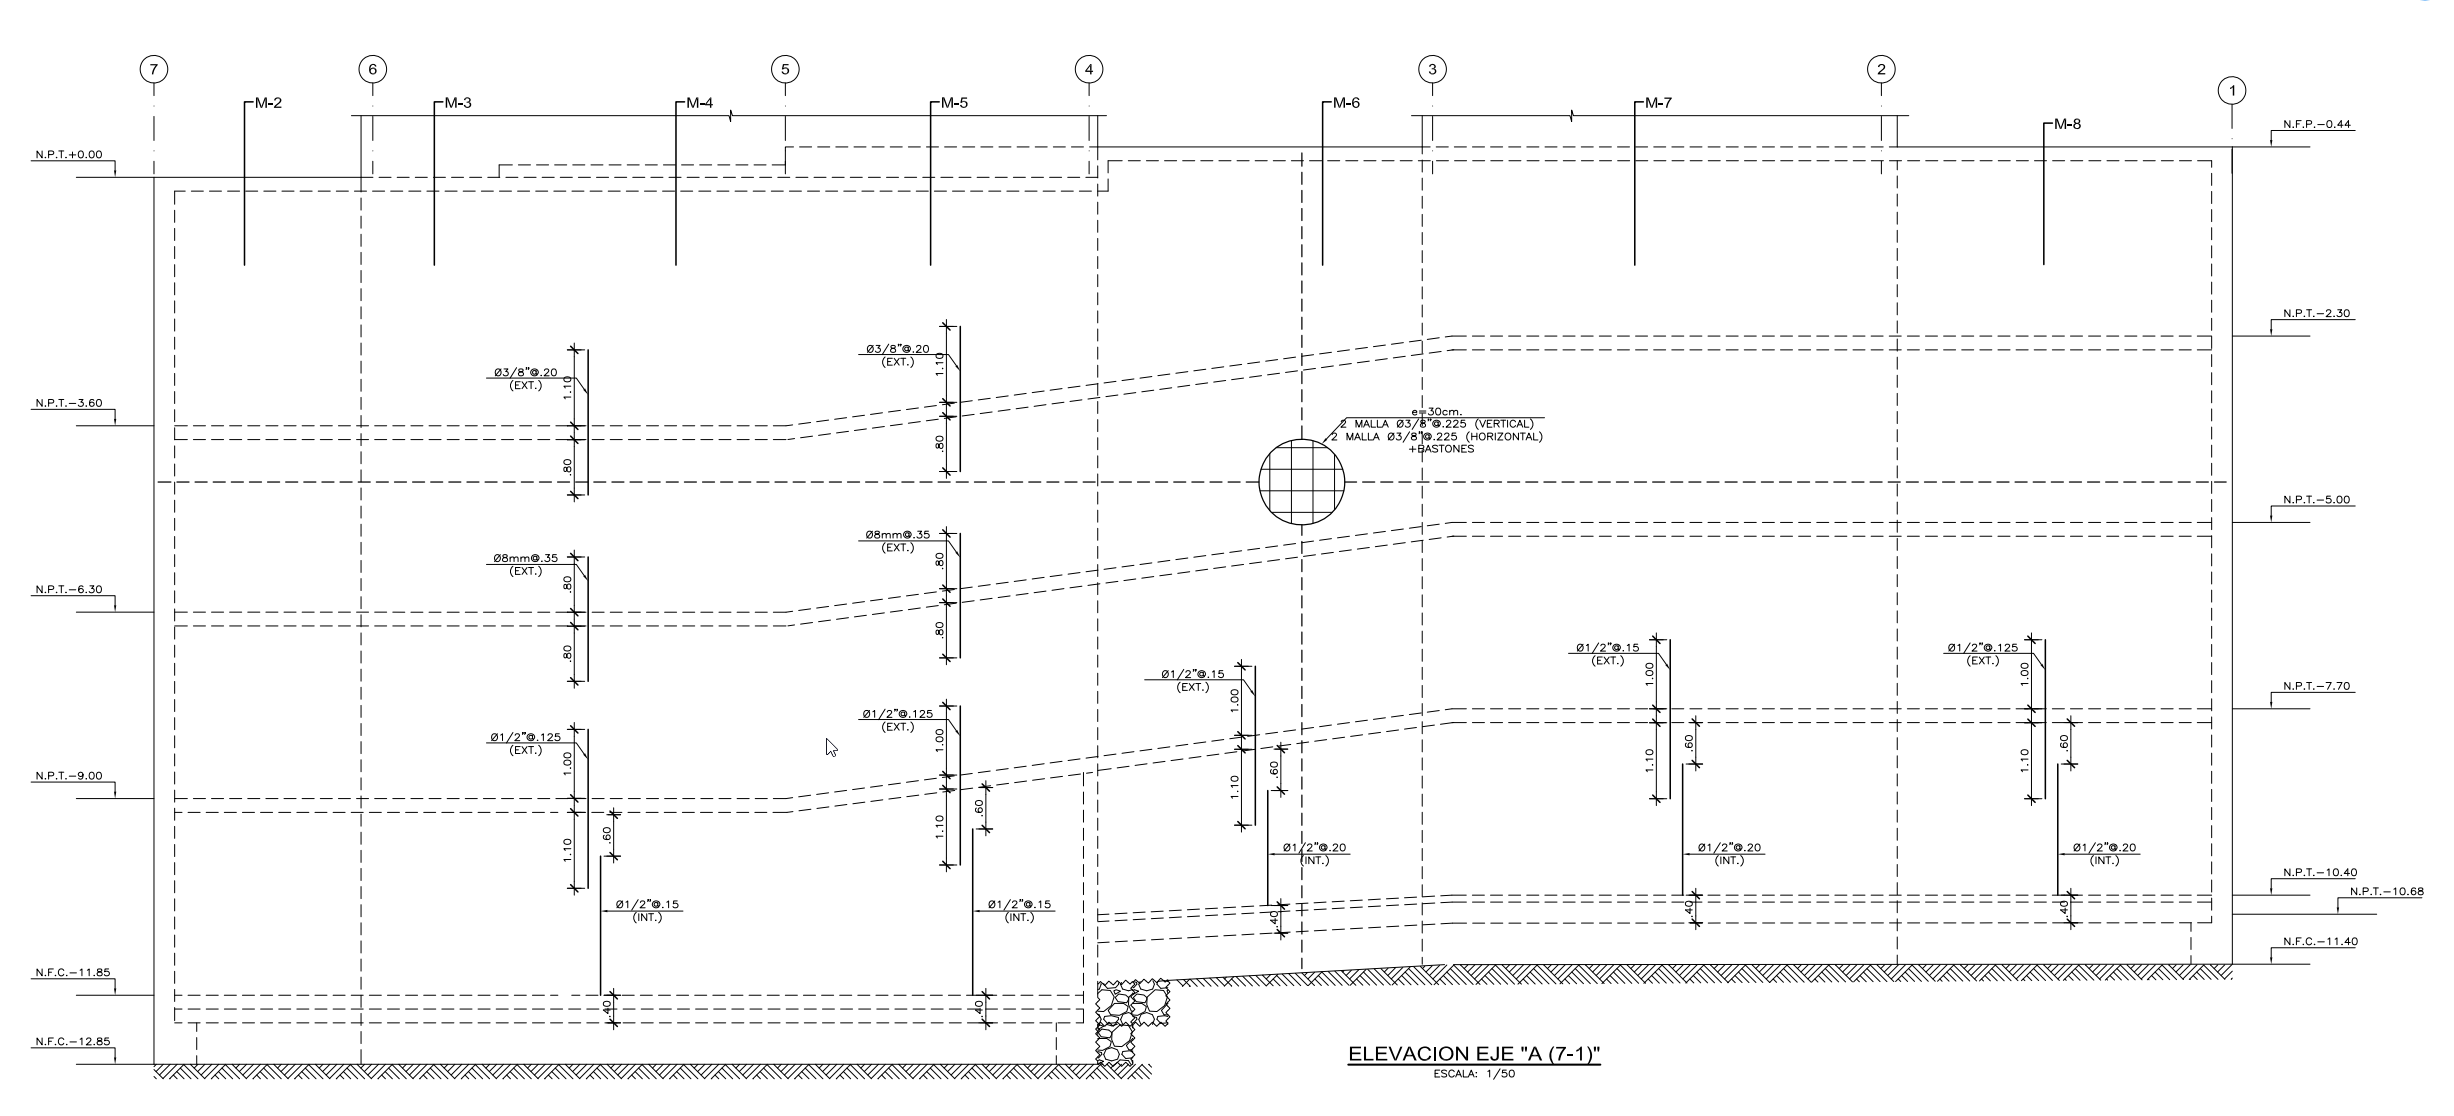 7
6
5
4
3
2
1
M-2
M-3
M-4
M-5
M-6
M-7
M-8
N.P.T.+0.00
N.F.P.-0.44
N.P.T.-2.30
Ø3/8"@.20
(EXT.)
1.10
.80
Ø3/8"@.20
(EXT.)
1.10
.80
N.P.T.-3.60
e=30cm.
2 MALLA Ø3/8"@.225 (VERTICAL)
2 MALLA Ø3/8"@.225 (HORIZONTAL)
+BASTONES
N.P.T.-5.00
Ø8mm@.35
(EXT.)
.80
.80
Ø8mm@.35
(EXT.)
.80
.80
N.P.T.-6.30
Ø1/2"@.125
(EXT.)
1.00
1.10
.60
Ø1/2"@.125
(EXT.)
1.00
1.10
.60
Ø1/2"@.15
(EXT.)
1.00
1.10
.60
Ø1/2"@.15
(EXT.)
1.00
1.10
.60
Ø1/2"@.125
(EXT.)
1.00
1.10
.60
N.P.T.-7.70
N.P.T.-9.00
Ø1/2"@.15
(INT.)
.40
Ø1/2"@.15
(INT.)
.40
Ø1/2"@.20
(INT.)
.40
Ø1/2"@.20
(INT.)
.40
Ø1/2"@.20
(INT.)
.40
N.P.T.-10.40
N.P.T.-10.68
N.F.C.-11.40
N.F.C.-11.85
N.F.C.-12.85
ELEVACION EJE "A (7-1)"
ESCALA: 1/50